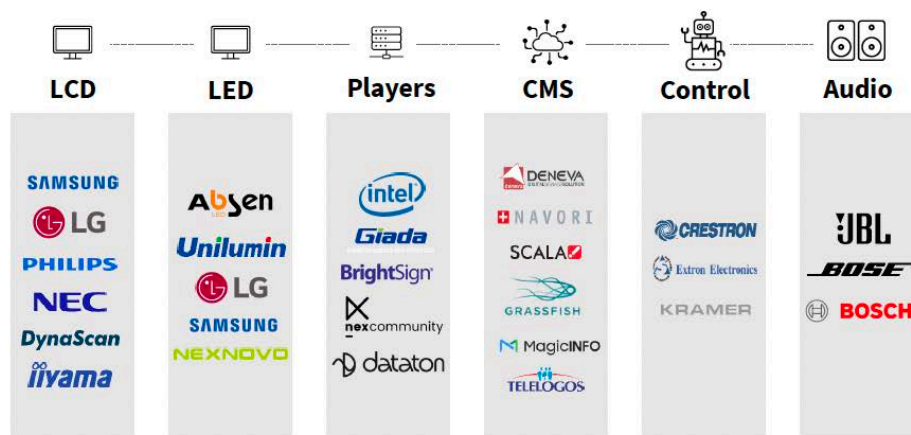 LCD
LED
Players
CMS
Control
Audio
SAMSUNG
LG
PHILIPS
NEC
DynaScan
iiyama
Absen
LED
Unilumin
LG
SAMSUNG
NEXNOVO
intel
Giada
BrightSign
nexcommunity
dataton
DENEVA
NAVORI
SCALA
GRASSFISH
MagicINFO
TELELOGOS
CRESTRON
Extron Electronics
KRAMER
JBL
BOSE
BOSCH